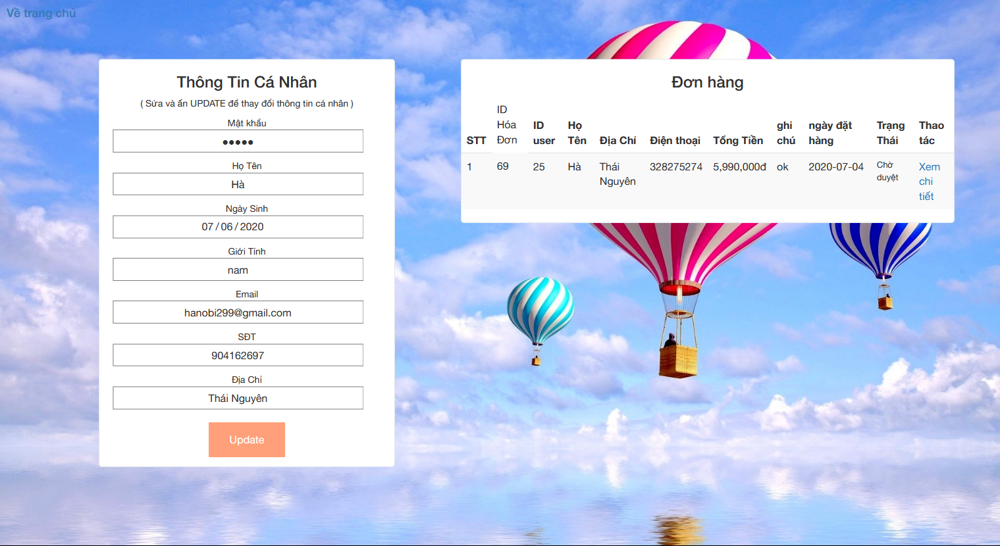 Về trang chủ
Thông Tin Cá Nhân
( Sửa và ấn UPDATE để thay đổi thông tin cá nhân )
Mật khẩu
●●●●●
Họ Tên
Hà
Ngày Sinh
07 / 06 / 2020
Giới Tính
nam
Email
hanobi299@gmail.com
SĐT
904162697
Địa Chỉ
Thái Nguyên
Update
Đơn hàng
STT ID Hóa Đơn ID user Họ Tên Địa Chỉ Điện thoại Tổng Tiền ghi chú ngày đặt hàng Trạng Thái Thao tác
1 69 25 Hà Thái Nguyên 328275274 5,990,000đ ok 2020-07-04 Chờ duyệt Xem chi tiết